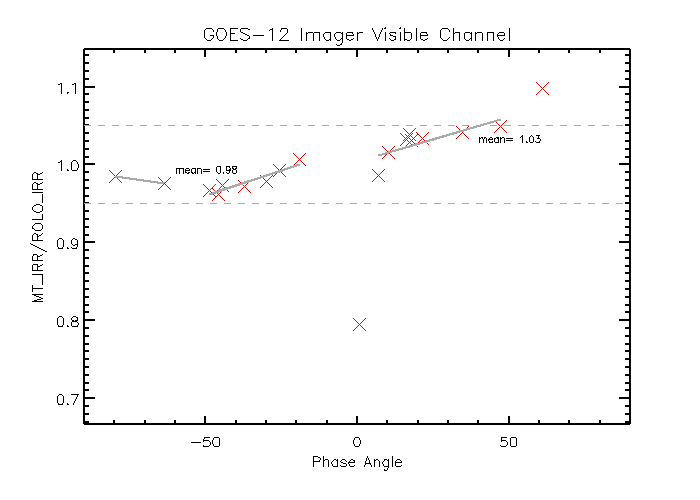 GOES-12 Imager Visible Channel
1.1
1.0
0.9
0.8
0.7
MT_IRR/ROLO_IRR
mean= 0.98
mean= 1.03
-50
0
50
Phase Angle